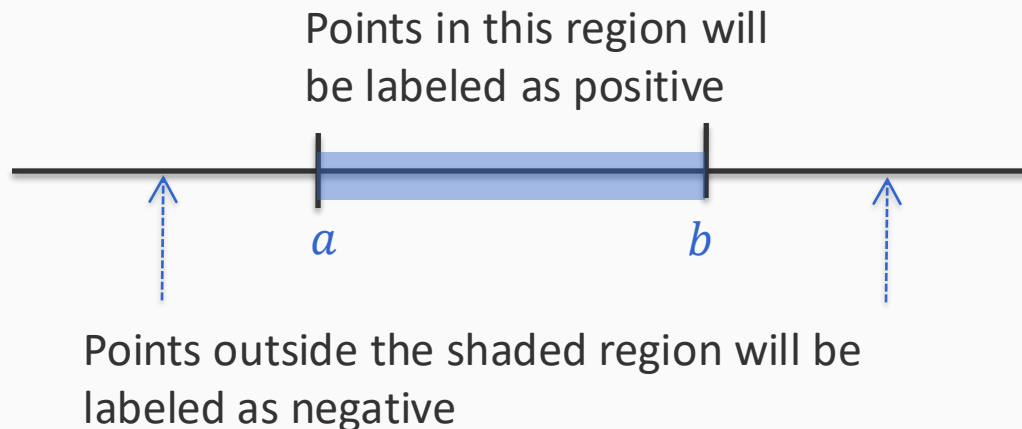 Points in this region will
be labeled as positive
a
b
Points outside the shaded region will be
labeled as negative